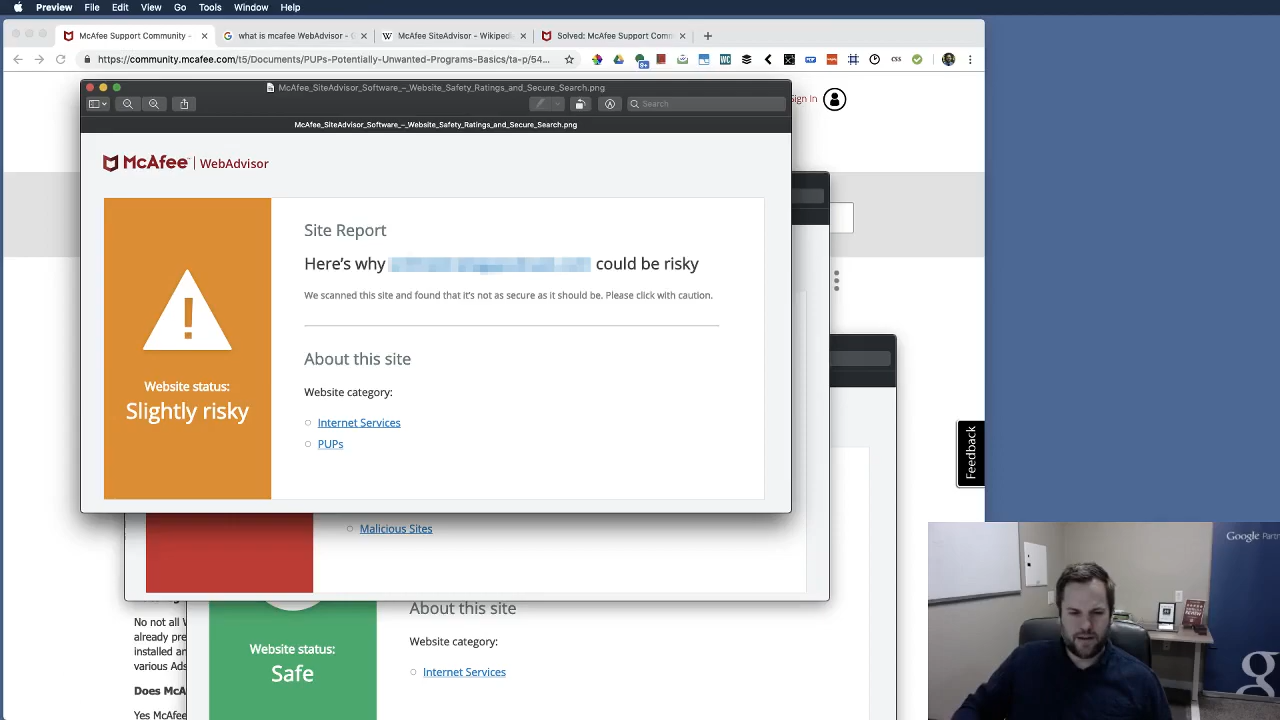 Preview File Edit View Go Tools Window Help
McAfee Support Community -
what is mcafee WebAdvisor - G
McAfee SiteAdvisor - Wikiped
Solved: McAfee Support Comm
https://community.mcafee.com/t5/Documents/PUPs-Potentially-Unwanted-Programs-Basics/ta-p/54...
McAfee_SiteAdvisor_Software_–_Website_Safety_Ratings_and_Secure_Search.png
Search
Sign In
McAfee_SiteAdvisor_Software_–_Website_Safety_Ratings_and_Secure_Search.png
McAfee | WebAdvisor
Site Report
Here's why could be risky
We scanned this site and found that it's not as secure as it should be. Please click with caution.
About this site
Website category:
Internet Services
PUPs
Website status:
Slightly risky
Feedback
Malicious Sites
About this site
Website category:
Internet Services
Website status:
Safe
No not all
already pre
installed an
various Ads
Does McA
Yes McAfee
Google Part